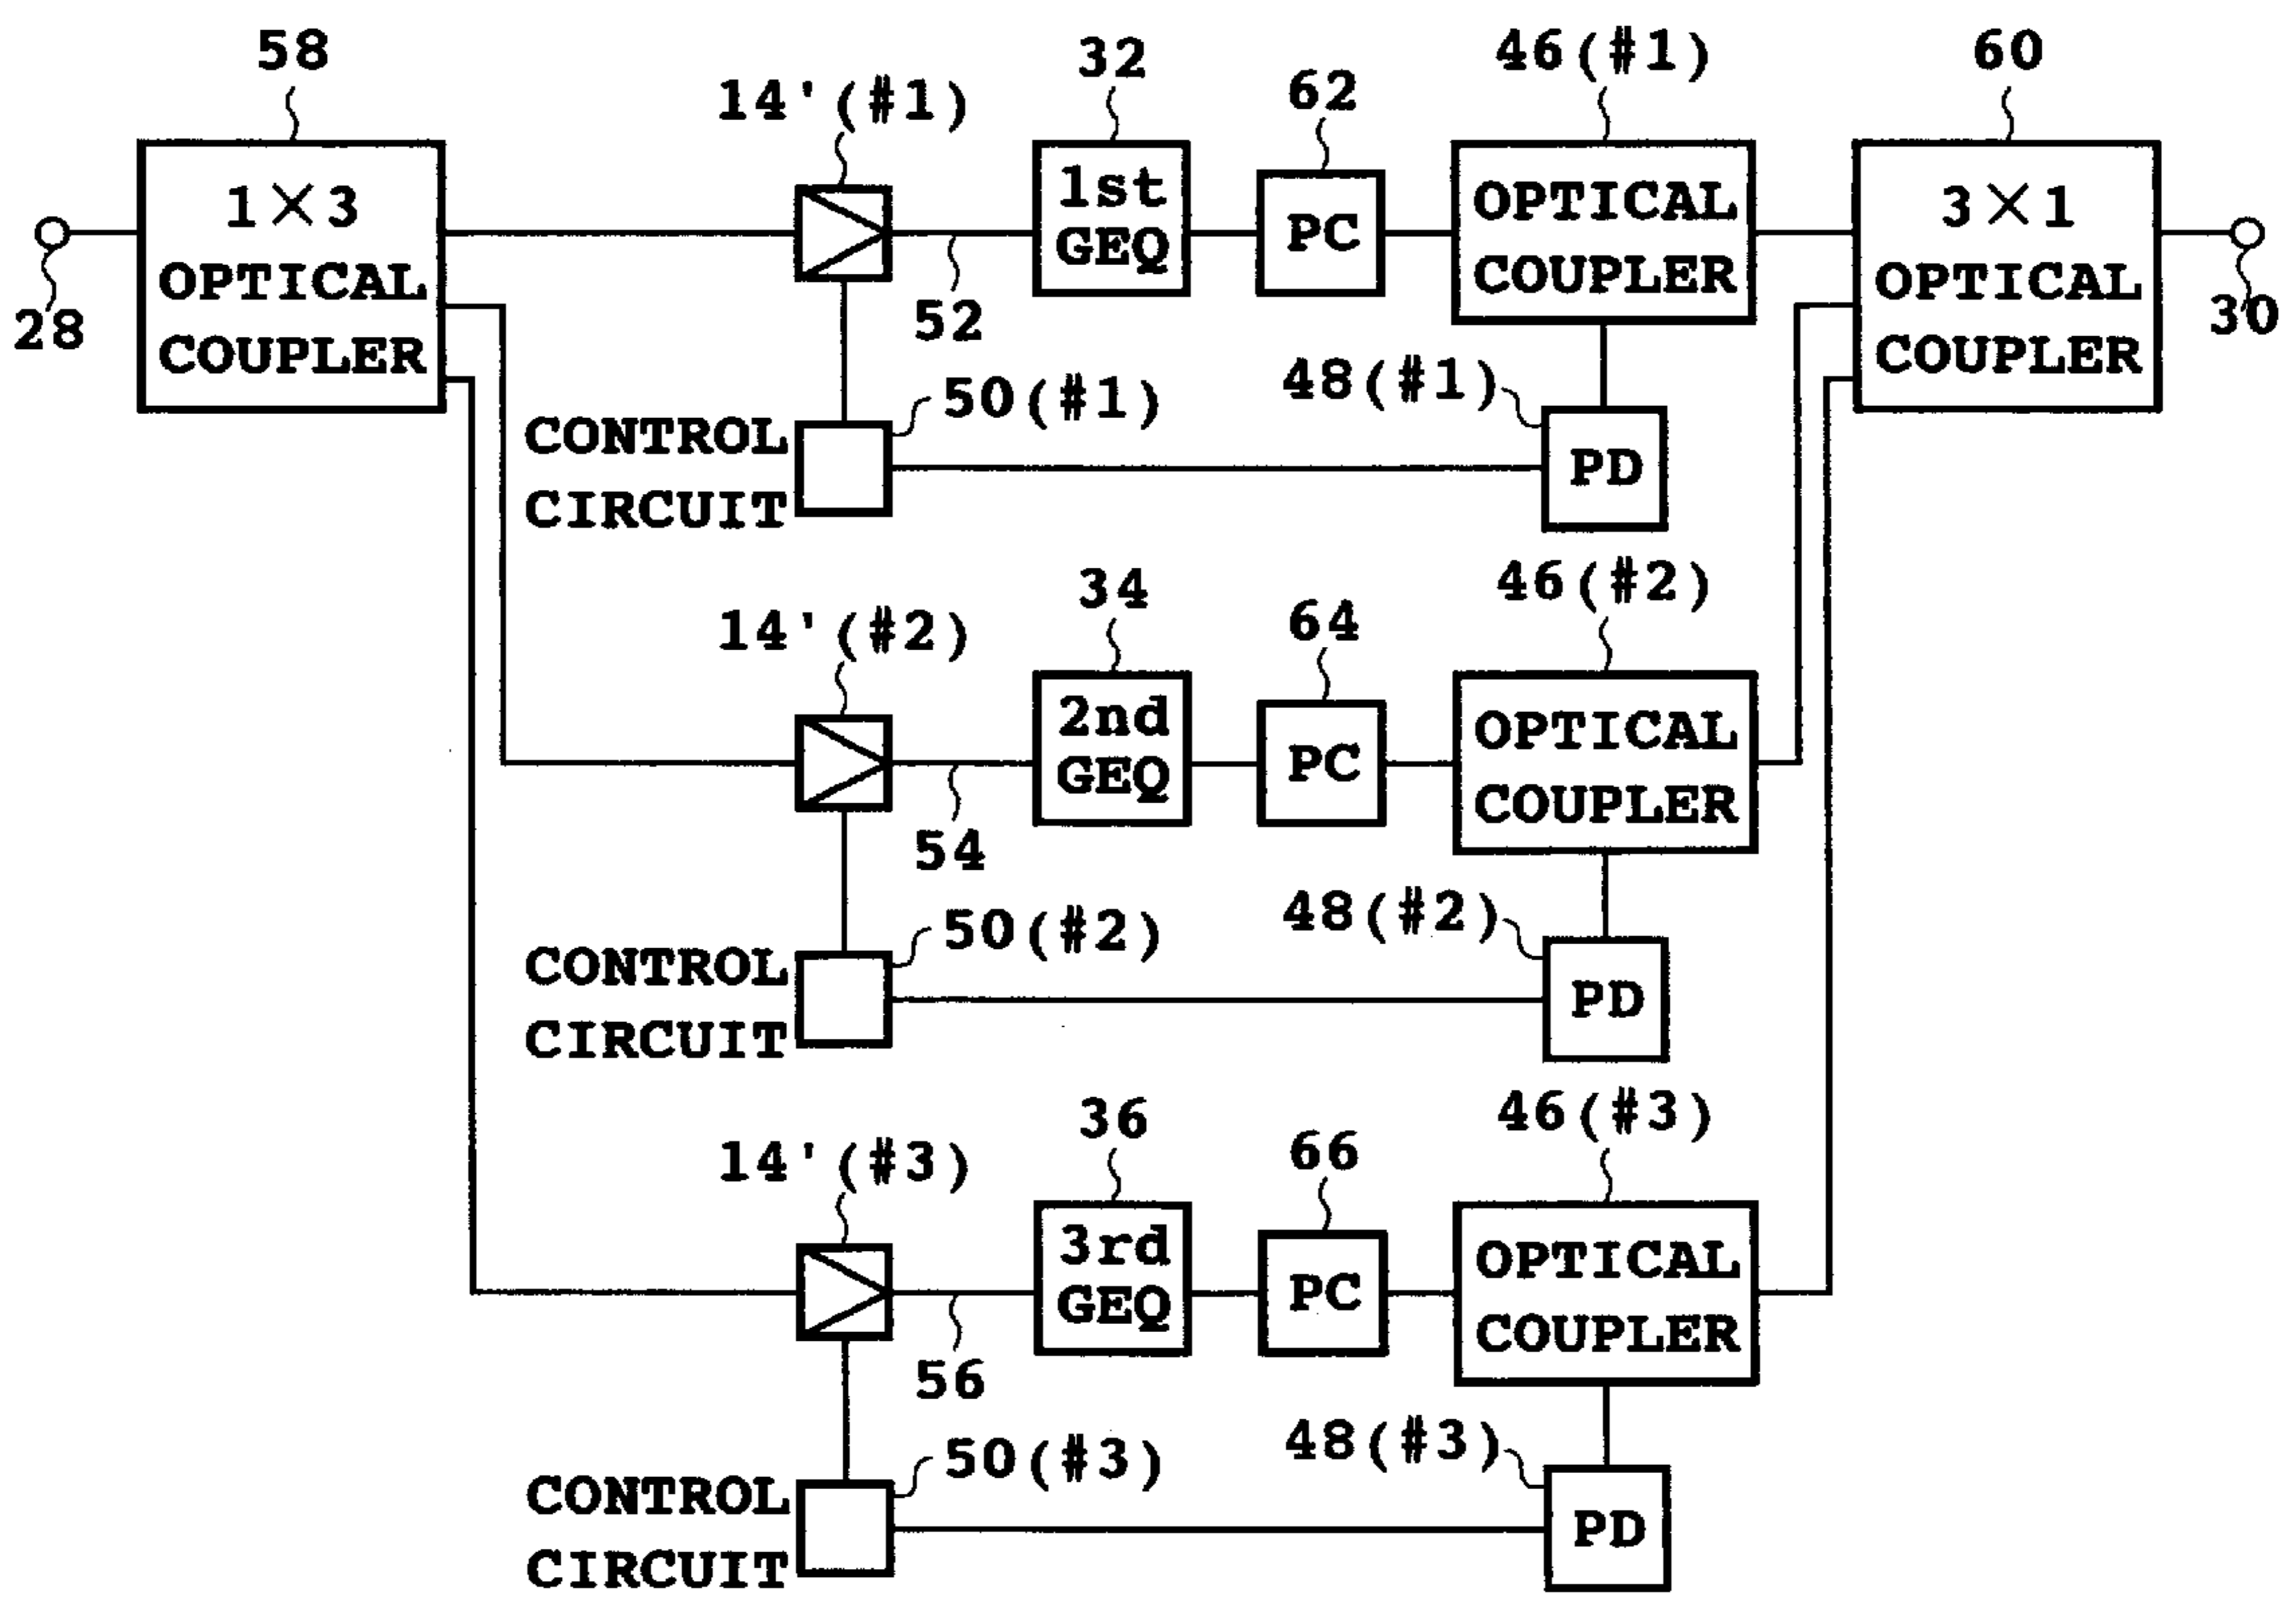 58
14'(#1)
32
62
46(#1)
60
1×3
OPTICAL
COUPLER
1st
GEQ
PC
OPTICAL
COUPLER
3×1
OPTICAL
COUPLER
28
52
30
CONTROL
CIRCUIT
50(#1)
48(#1)
PD
14'(#2)
34
64
46(#2)
2nd
GEQ
PC
OPTICAL
COUPLER
54
CONTROL
CIRCUIT
50(#2)
48(#2)
PD
14'(#3)
36
66
46(#3)
3rd
GEQ
PC
OPTICAL
COUPLER
56
CONTROL
CIRCUIT
50(#3)
48(#3)
PD